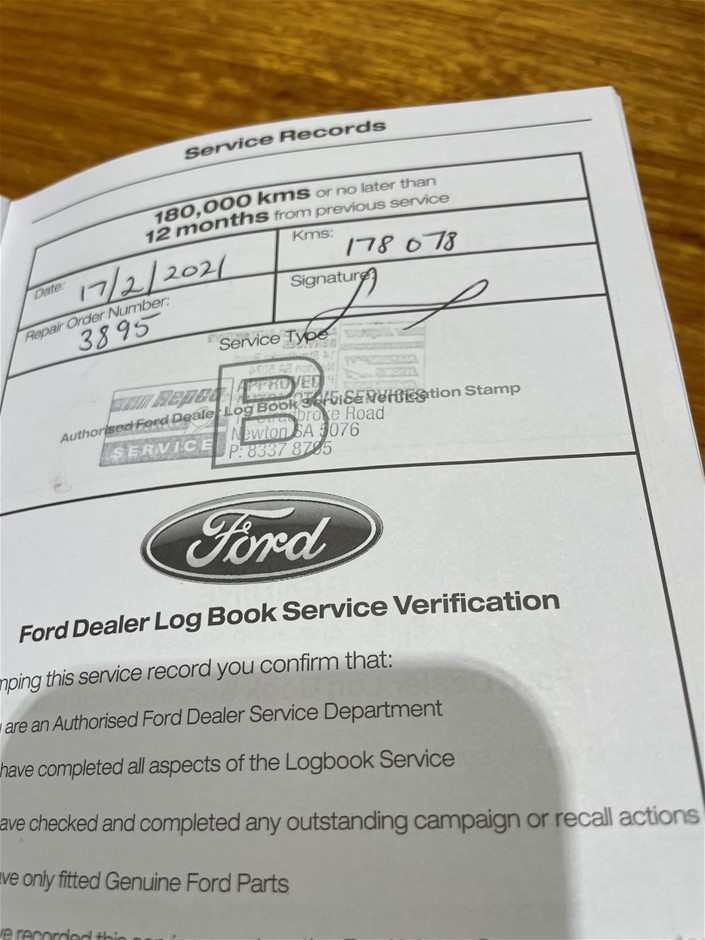 Service Records
180,000 kms or no later than
12 months from previous service
Date: 17/2/2021
Kms: 178 078
Repair Order Number:
3895
Signature:
Service Type
B
Repco
APPROVED
SERVICE
Authorised Ford Dealer Log Book Service Verification Stamp
Road
Newton SA 5076
P: 8337 8795
Ford
Ford Dealer Log Book Service Verification
mping this service record you confirm that:
are an Authorised Ford Dealer Service Department
have completed all aspects of the Logbook Service
ave checked and completed any outstanding campaign or recall actions
ve only fitted Genuine Ford Parts
ve recorded this